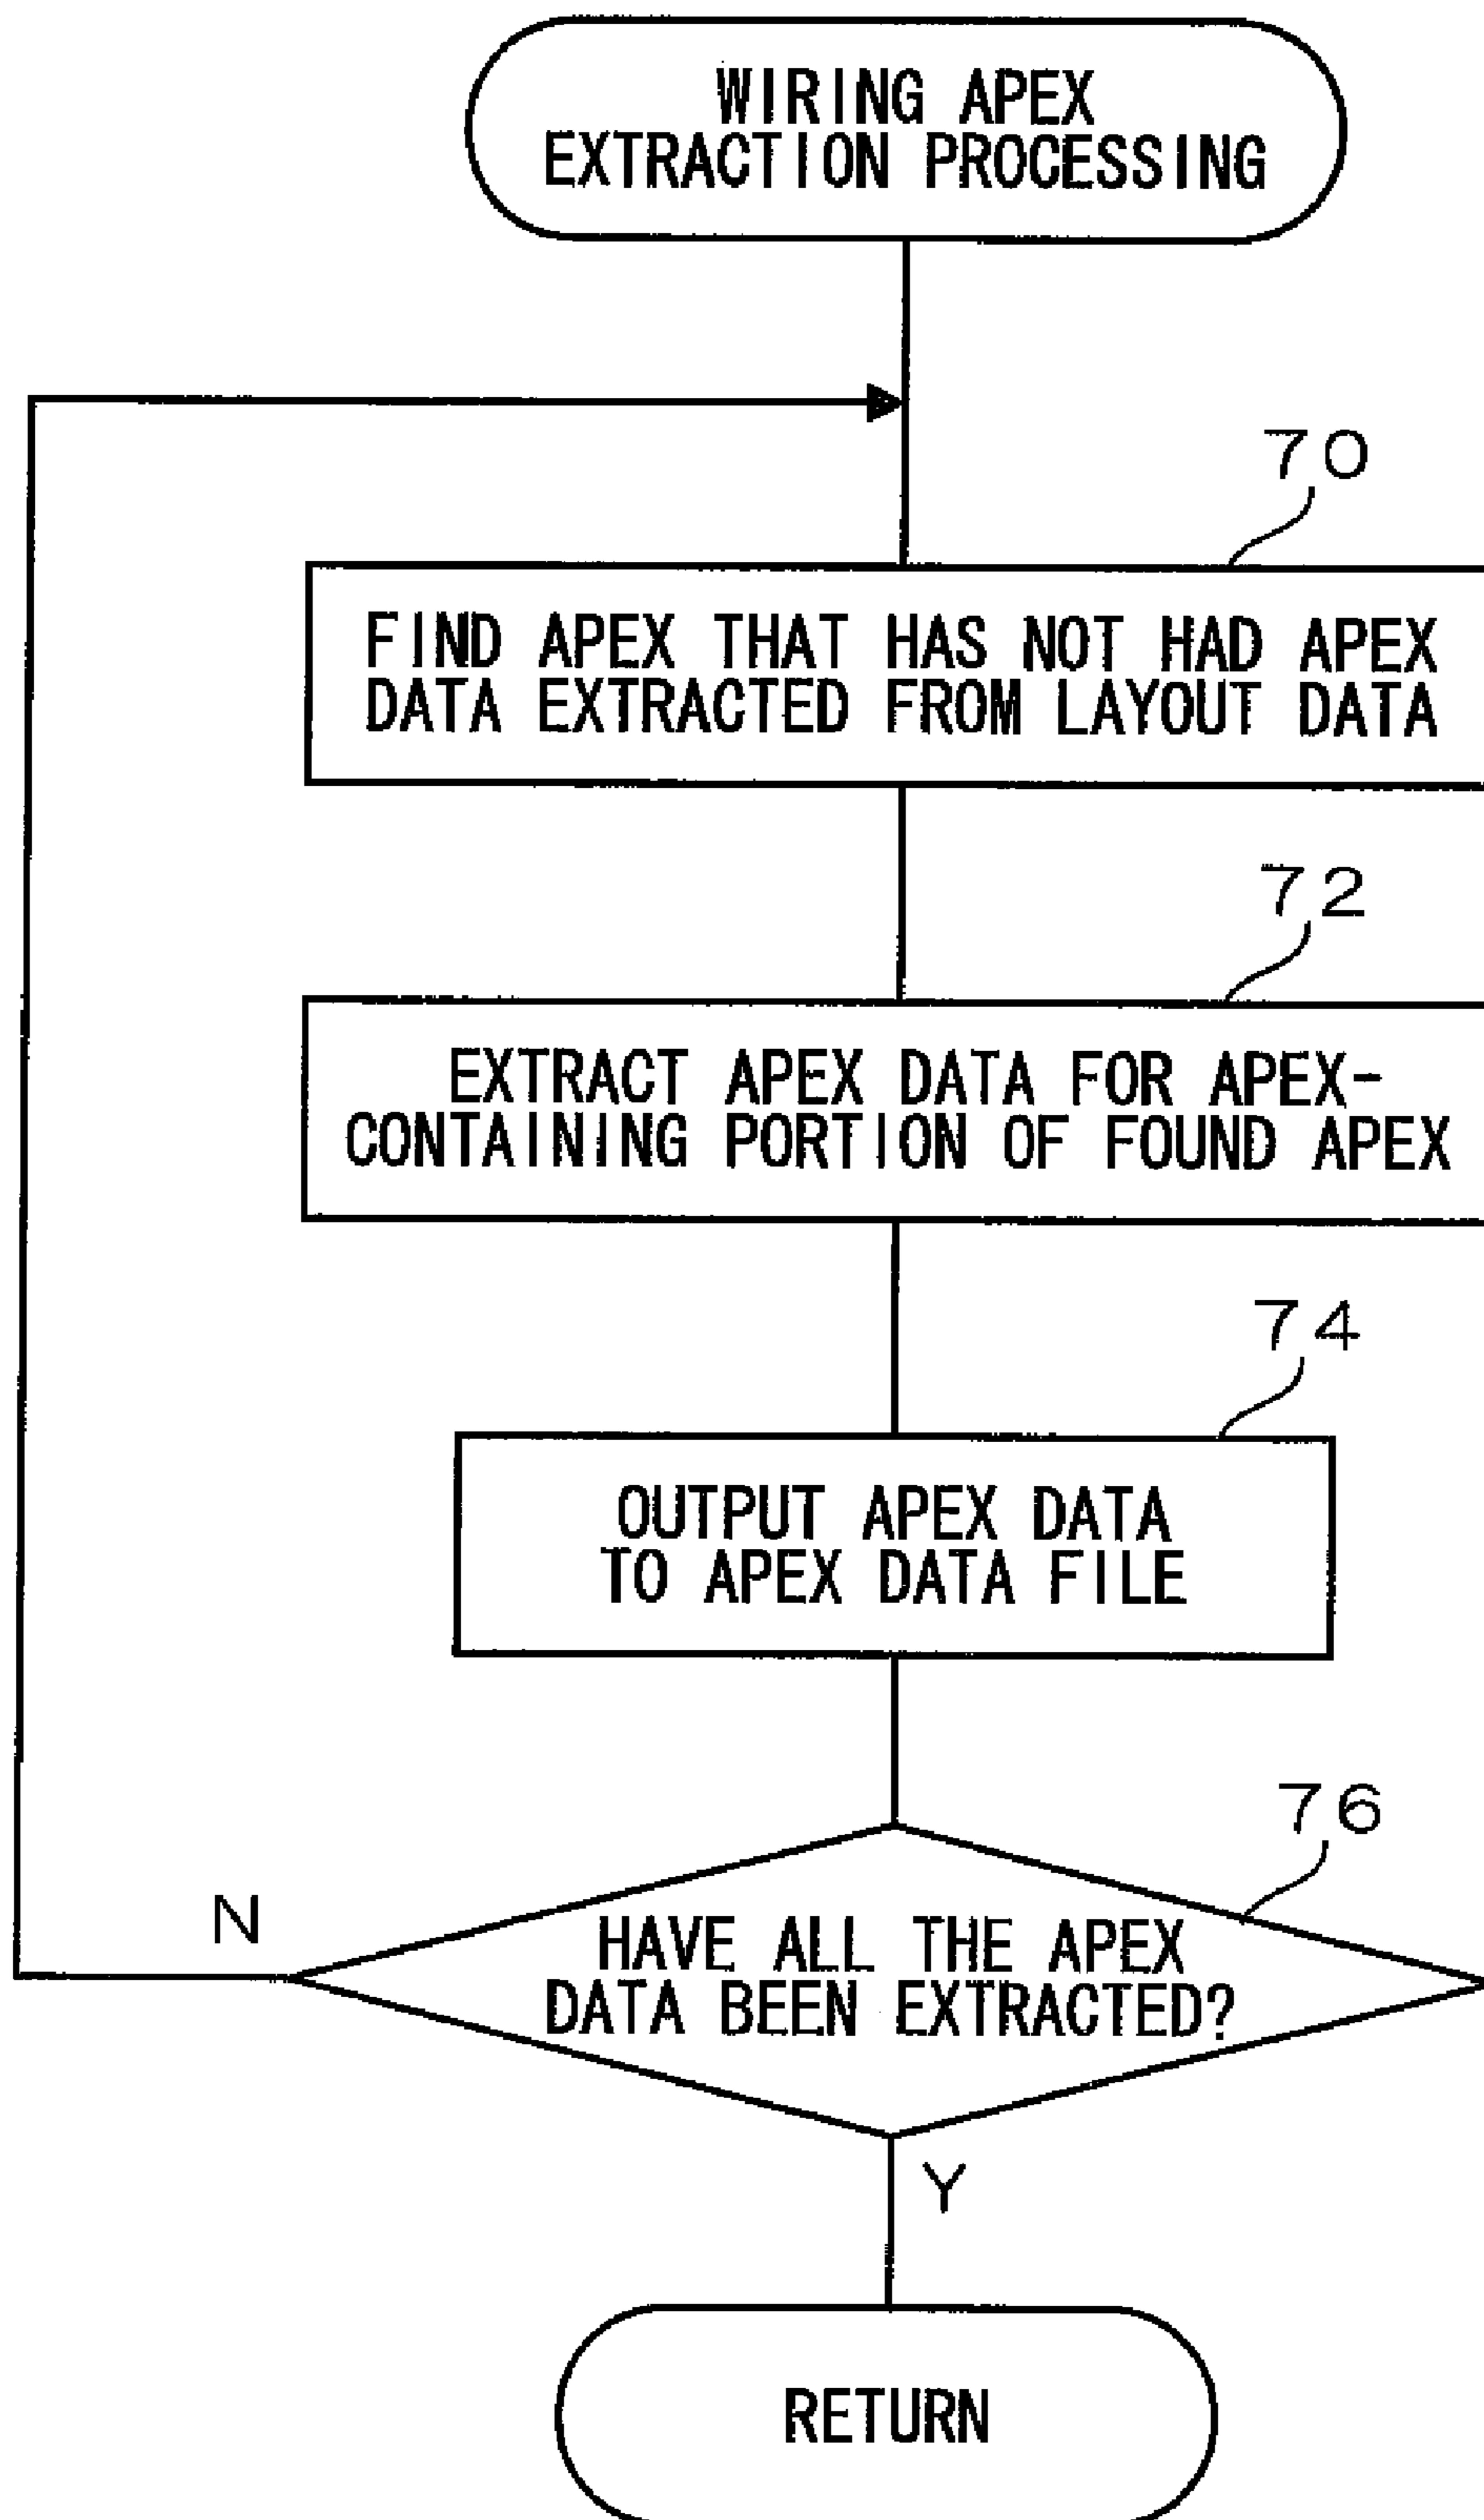 WIRING APEX
EXTRACTION PROCESSING
70
FIND APEX THAT HAS NOT HAD APEX
DATA EXTRACTED FROM LAYOUT DATA
72
EXTRACT APEX DATA FOR APEX-
CONTAINING PORTION OF FOUND APEX
74
OUTPUT APEX DATA
TO APEX DATA FILE
76
N
HAVE ALL THE APEX
DATA BEEN EXTRACTED?
Y
RETURN